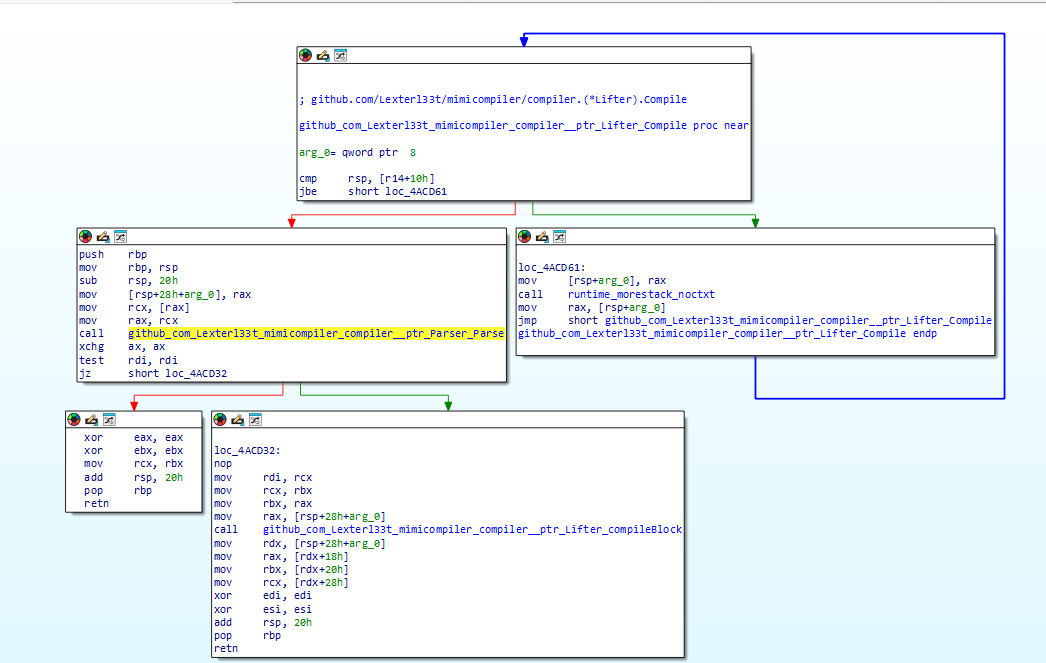 ; github.com/Lexterl33t/mimicompiler/compiler.(*Lifter).Compile
github_com_Lexterl33t_mimicompiler_compiler__ptr_Lifter_Compile proc near
arg_0= qword ptr  8
cmp     rsp, [r14+10h]
jbe     short loc_4ACD61
push    rbp
mov     rbp, rsp
sub     rsp, 20h
mov     [rsp+28h+arg_0], rax
mov     rcx, [rax]
mov     rax, rcx
call    github_com_Lexterl33t_mimicompiler_compiler__ptr_Parser_Parse
xchg    ax, ax
test    rdi, rdi
jz      short loc_4ACD32
loc_4ACD61:
mov     [rsp+arg_0], rax
call    runtime_morestack_noctxt
mov     rax, [rsp+arg_0]
jmp     short github_com_Lexterl33t_mimicompiler_compiler__ptr_Lifter_Compile
github_com_Lexterl33t_mimicompiler_compiler__ptr_Lifter_Compile endp
xor     eax, eax
xor     ebx, ebx
mov     rcx, rbx
add     rsp, 20h
pop     rbp
retn
loc_4ACD32:
nop
mov     rdi, rcx
mov     rcx, rbx
mov     rbx, rax
mov     rax, [rsp+28h+arg_0]
call    github_com_Lexterl33t_mimicompiler_compiler__ptr_Lifter_compileBlock
mov     rdx, [rsp+28h+arg_0]
mov     rax, [rdx+18h]
mov     rbx, [rdx+20h]
mov     rcx, [rdx+28h]
xor     edi, edi
xor     esi, esi
add     rsp, 20h
pop     rbp
retn